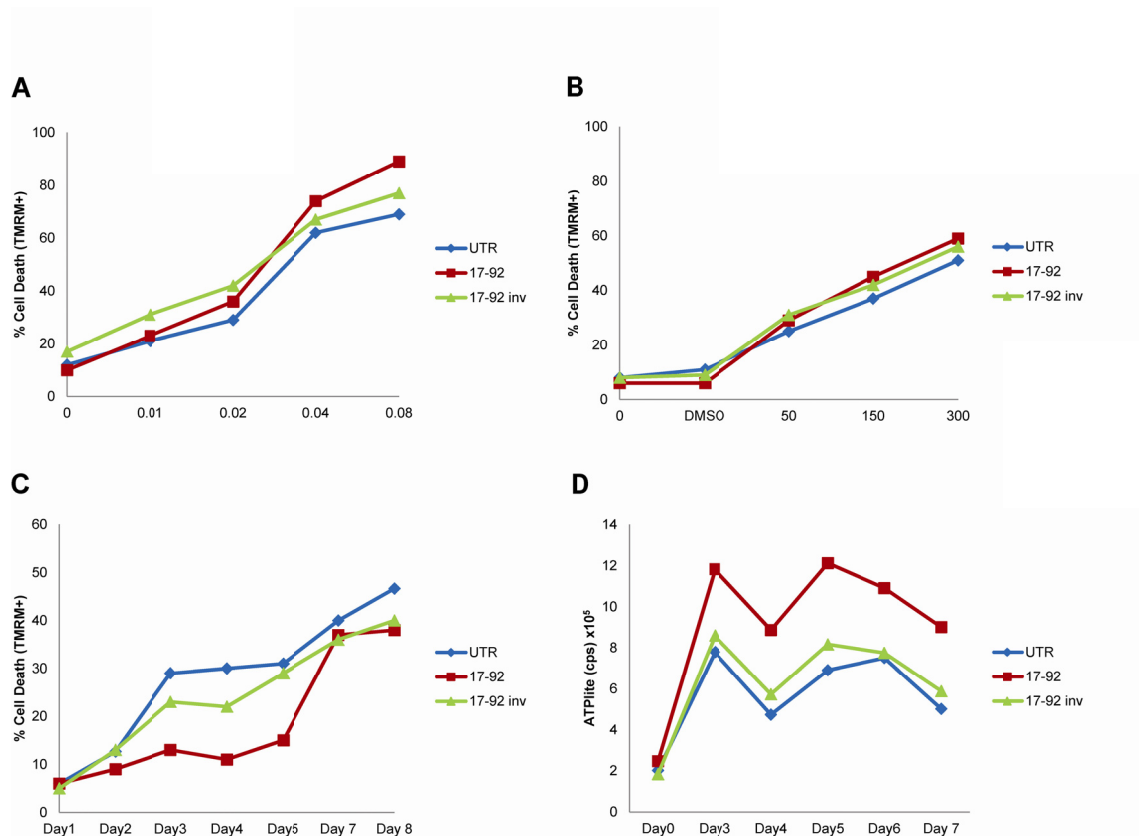 A
% Cell Death (TMRM+)
100
80
60
40
20
0
0 0.01 0.02 0.04 0.08
UTR
17-92
17-92 inv
B
% Cell Death (TMRM+)
100
80
60
40
20
0
0 DMSO 50 150 300
UTR
17-92
17-92 inv
C
% Cell Death (TMRM+)
60
50
40
30
20
10
0
Day1 Day2 Day3 Day4 Day5 Day 7 Day 8
UTR
17-92
17-92 inv
D
ATPlite (cps) x10⁵
14
12
10
8
6
4
2
0
Day0 Day3 Day4 Day5 Day6 Day 7
UTR
17-92
17-92 inv